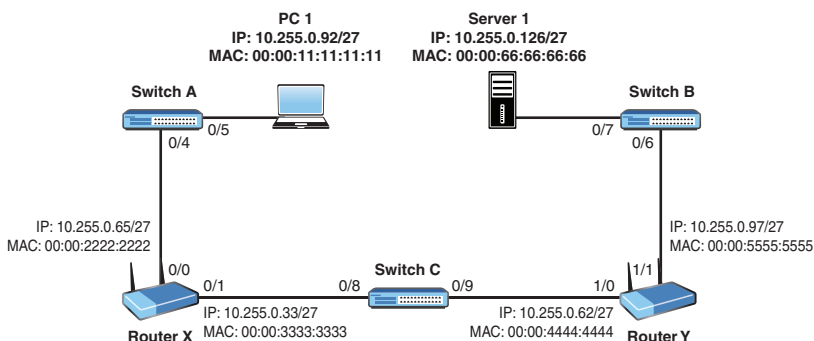 PC 1
IP: 10.255.0.92/27
MAC: 00:00:11:11:11:11
Server 1
IP: 10.255.0.126/27
MAC: 00:00:66:66:66:66
Switch A
0/5
0/4
Switch B
0/7
0/6
IP: 10.255.0.65/27
MAC: 00:00:2222:2222
IP: 10.255.0.97/27
MAC: 00:00:5555:5555
0/0
0/1
0/8
Switch C
0/9
1/0
1/1
IP: 10.255.0.33/27
MAC: 00:00:3333:3333
IP: 10.255.0.62/27
MAC: 00:00:4444:4444
Router X
Router Y